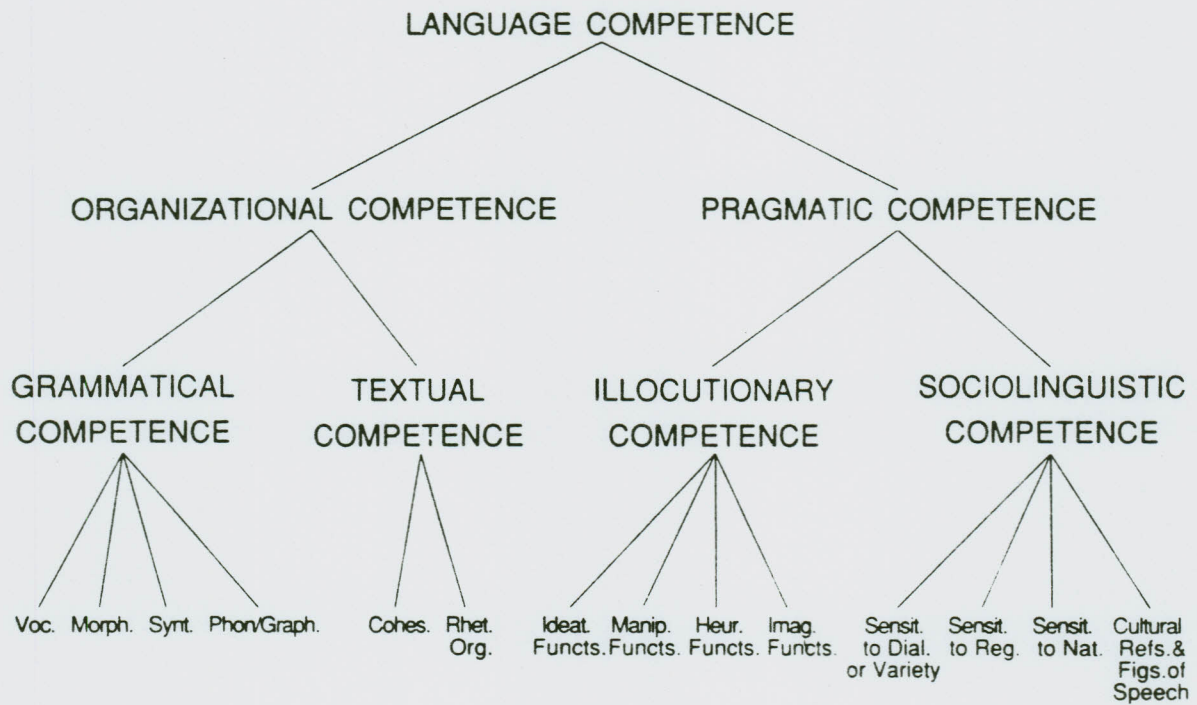 LANGUAGE COMPETENCE
ORGANIZATIONAL COMPETENCE
PRAGMATIC COMPETENCE
GRAMMATICAL
COMPETENCE
TEXTUAL
COMPETENCE
ILLOCUTIONARY
COMPETENCE
SOCIOLINGUISTIC
COMPETENCE
Voc.
Morph.
Synt.
Phon/Graph.
Cohes.
Rhet.
Org.
Ideat.
Functs.
Manip.
Functs.
Heur.
Functs.
Imag.
Functs.
Sensit.
to Dial.
or Variety
Sensit.
to Reg.
Sensit.
to Nat.
Cultural
Refs.&
Figs.of
Speech